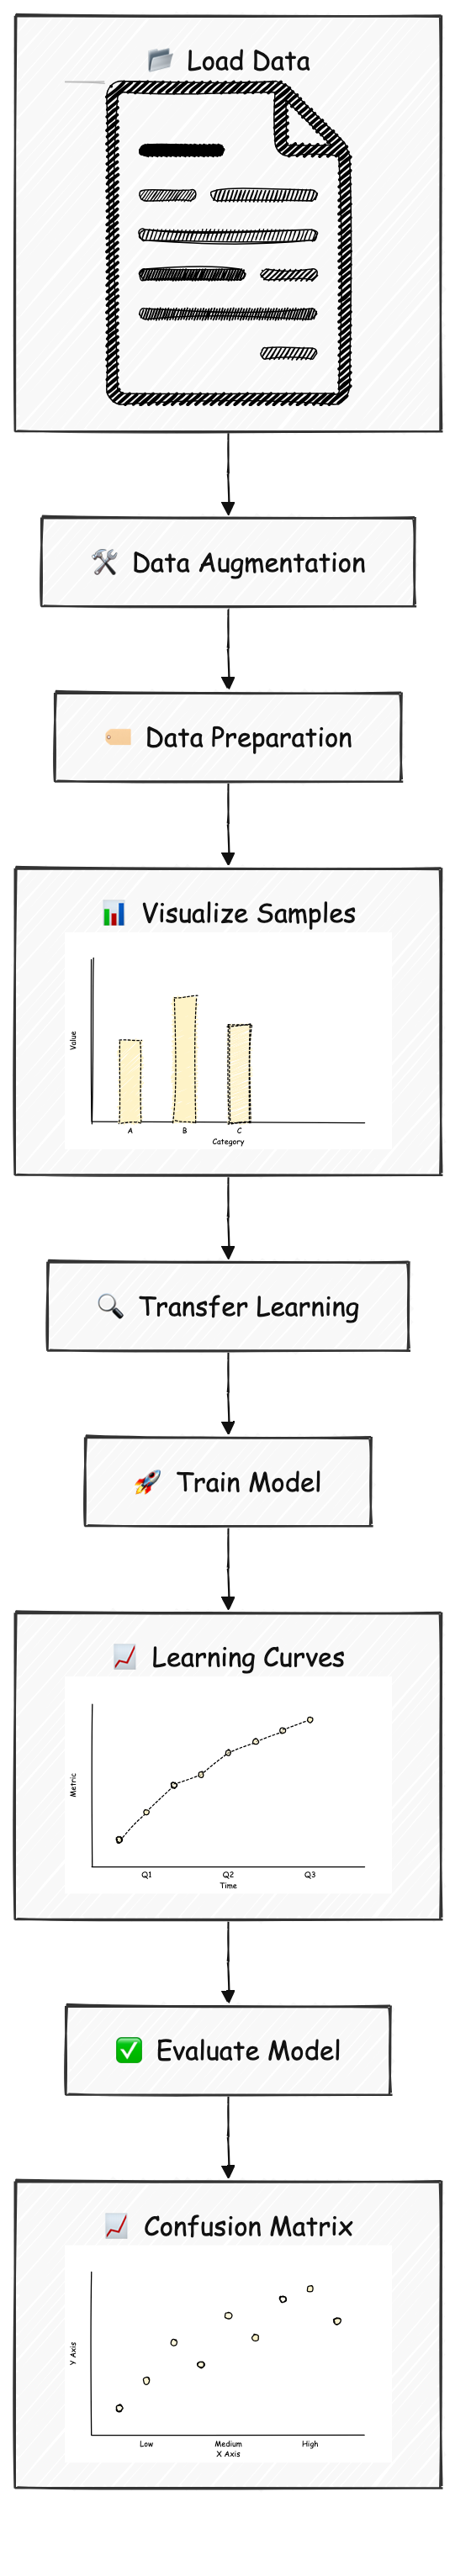 Load Data
Data Augmentation
Data Preparation
Visualize Samples
Value
A B C
Category
Transfer Learning
Train Model
Learning Curves
Metric
Q1 Q2 Q3
Time
Evaluate Model
Confusion Matrix
Y Axis
Low Medium High
X Axis